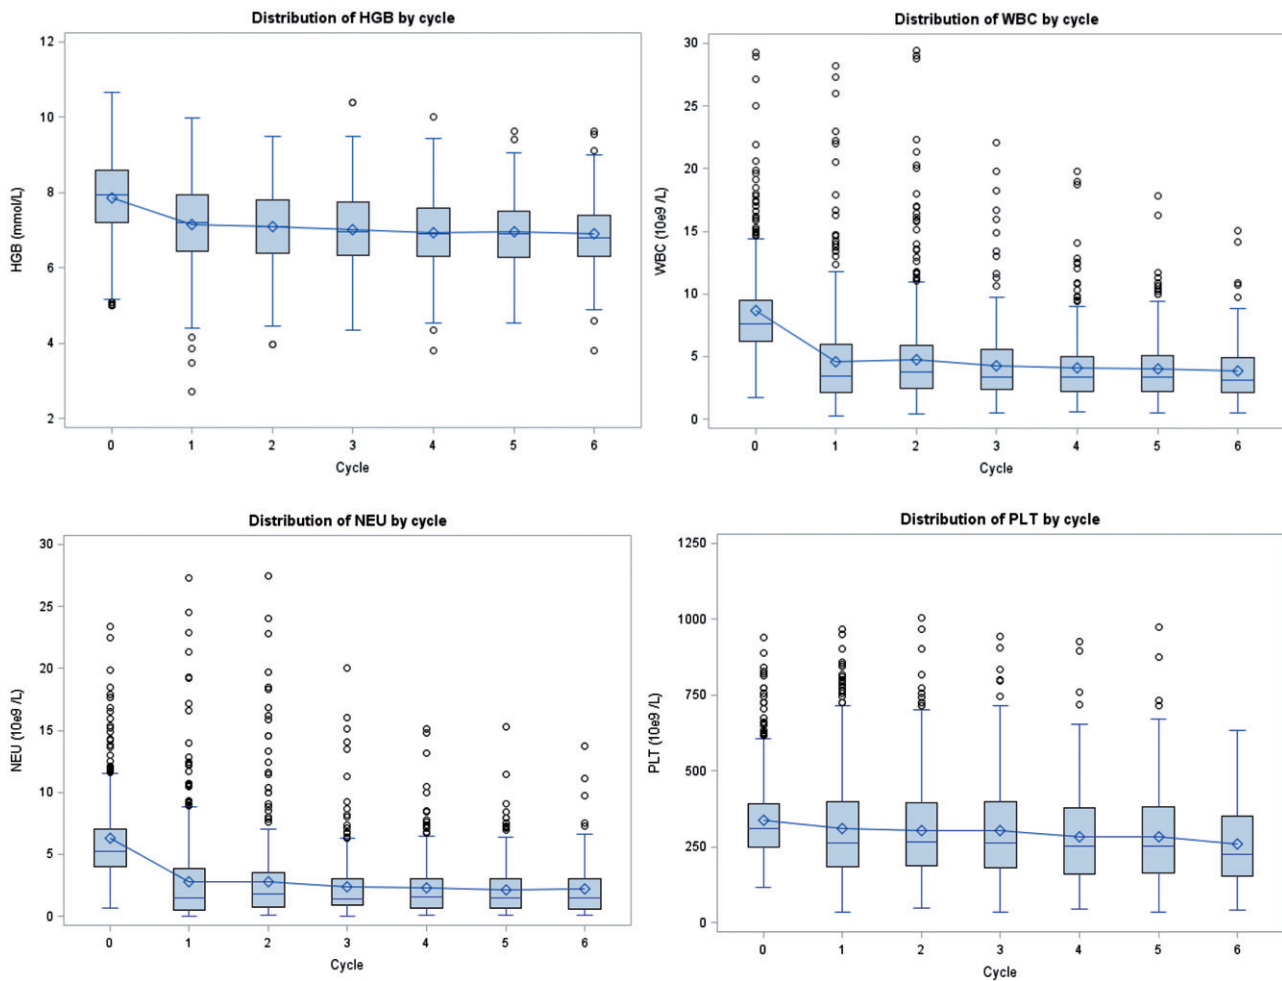 Distribution of HGB by cycle
HGB (mmol/L)
12
10
8
6
4
2
0 1 2 3 4 5 6
Cycle
Distribution of WBC by cycle
WBC (10e9 /L)
30
25
20
15
10
5
0
0 1 2 3 4 5 6
Cycle
Distribution of NEU by cycle
NEU (10e9 /L)
30
25
20
15
10
5
0
0 1 2 3 4 5 6
Cycle
Distribution of PLT by cycle
PLT (10e9 /L)
1250
1000
750
500
250
0
0 1 2 3 4 5 6
Cycle